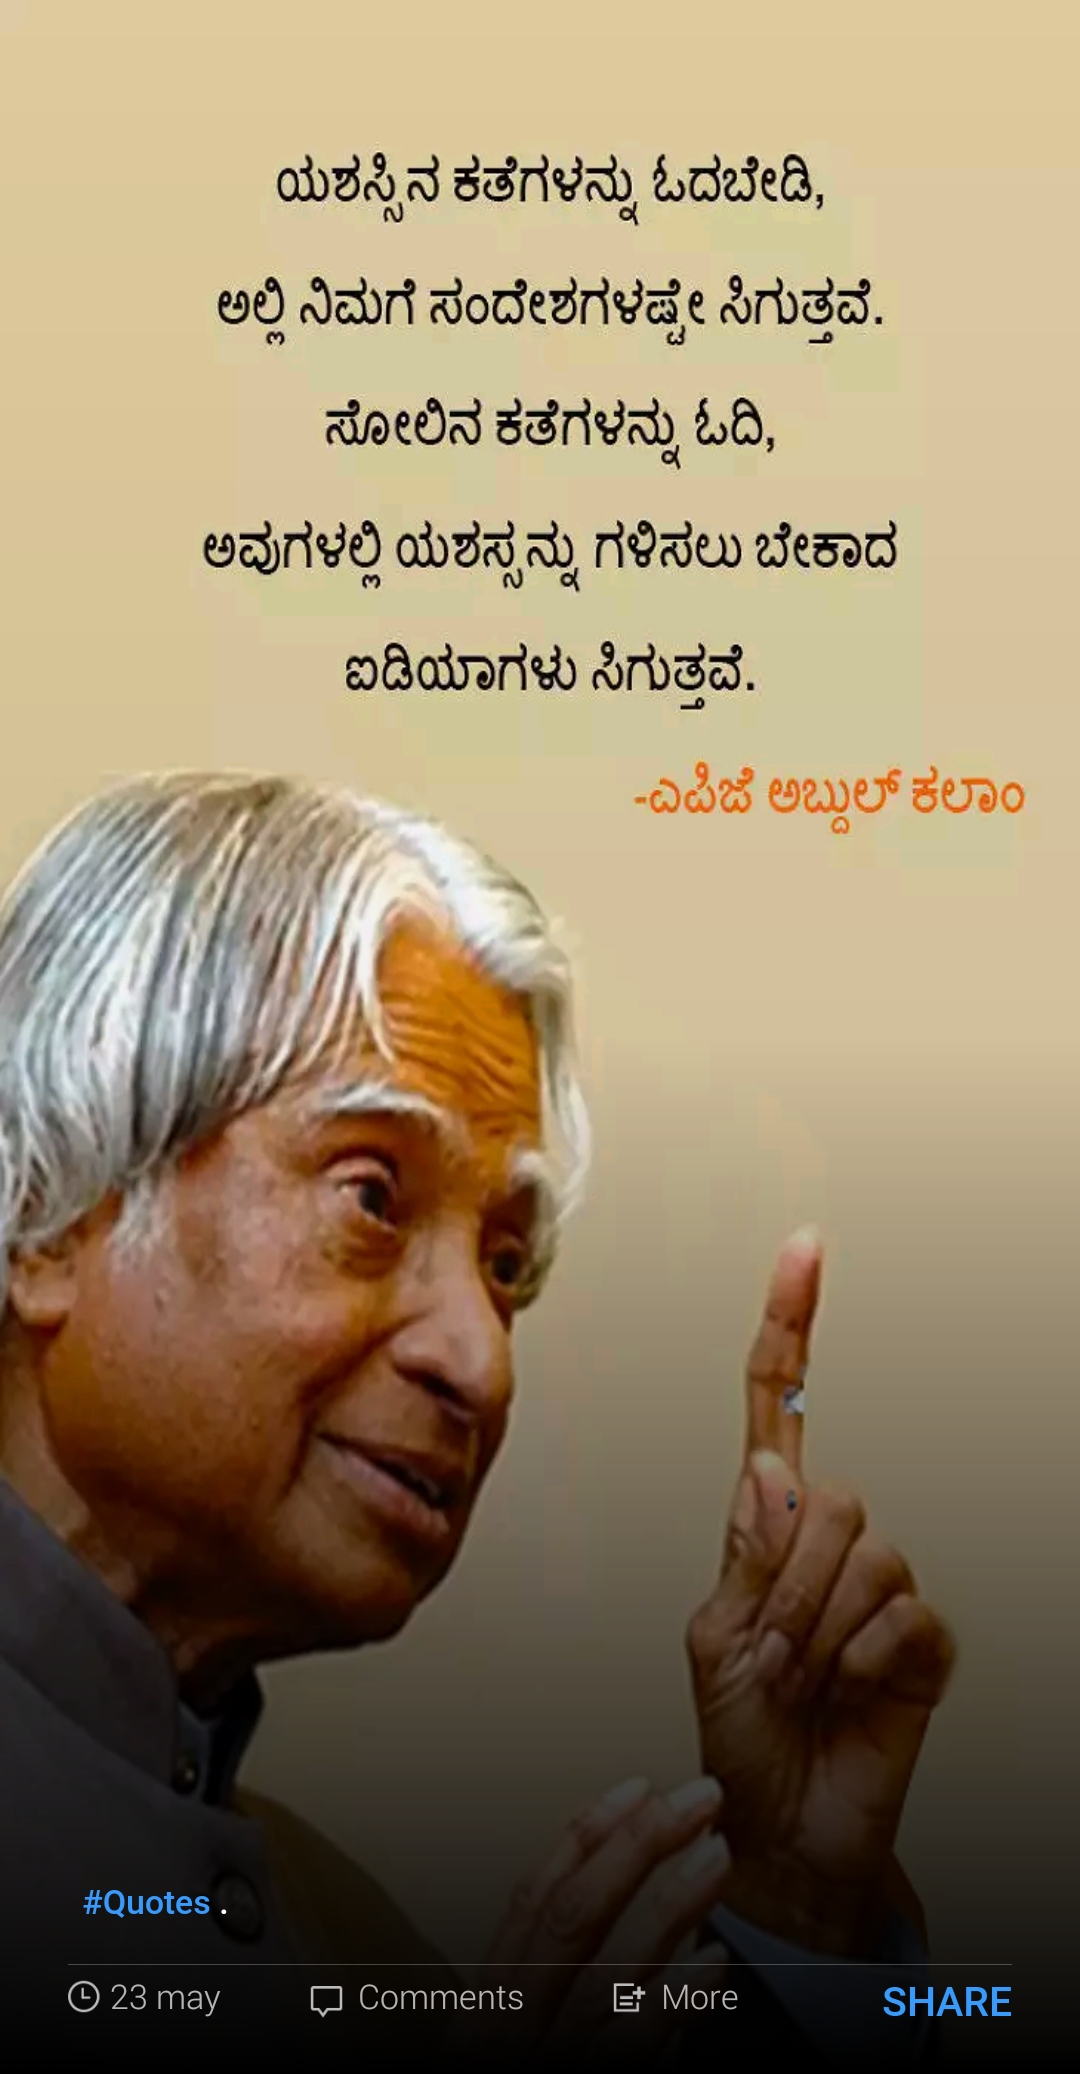 ಯಶಸ್ಸಿನ ಕತೆಗಳನ್ನು ಓದಬೇಡಿ,
ಅಲ್ಲಿ ನಿಮಗೆ ಸಂದೇಶಗಳಷ್ಟೇ ಸಿಗುತ್ತವೆ.
ಸೋಲಿನ ಕತೆಗಳನ್ನು ಓದಿ,
ಅವುಗಳಲ್ಲಿ ಯಶಸ್ಸನ್ನು ಗಳಿಸಲು ಬೇಕಾದ
ಐಡಿಯಾಗಳು ಸಿಗುತ್ತವೆ.
-ಎಪಿಜೆ ಅಬ್ದುಲ್ ಕಲಾಂ
#Quotes .
23 may Comments More SHARE